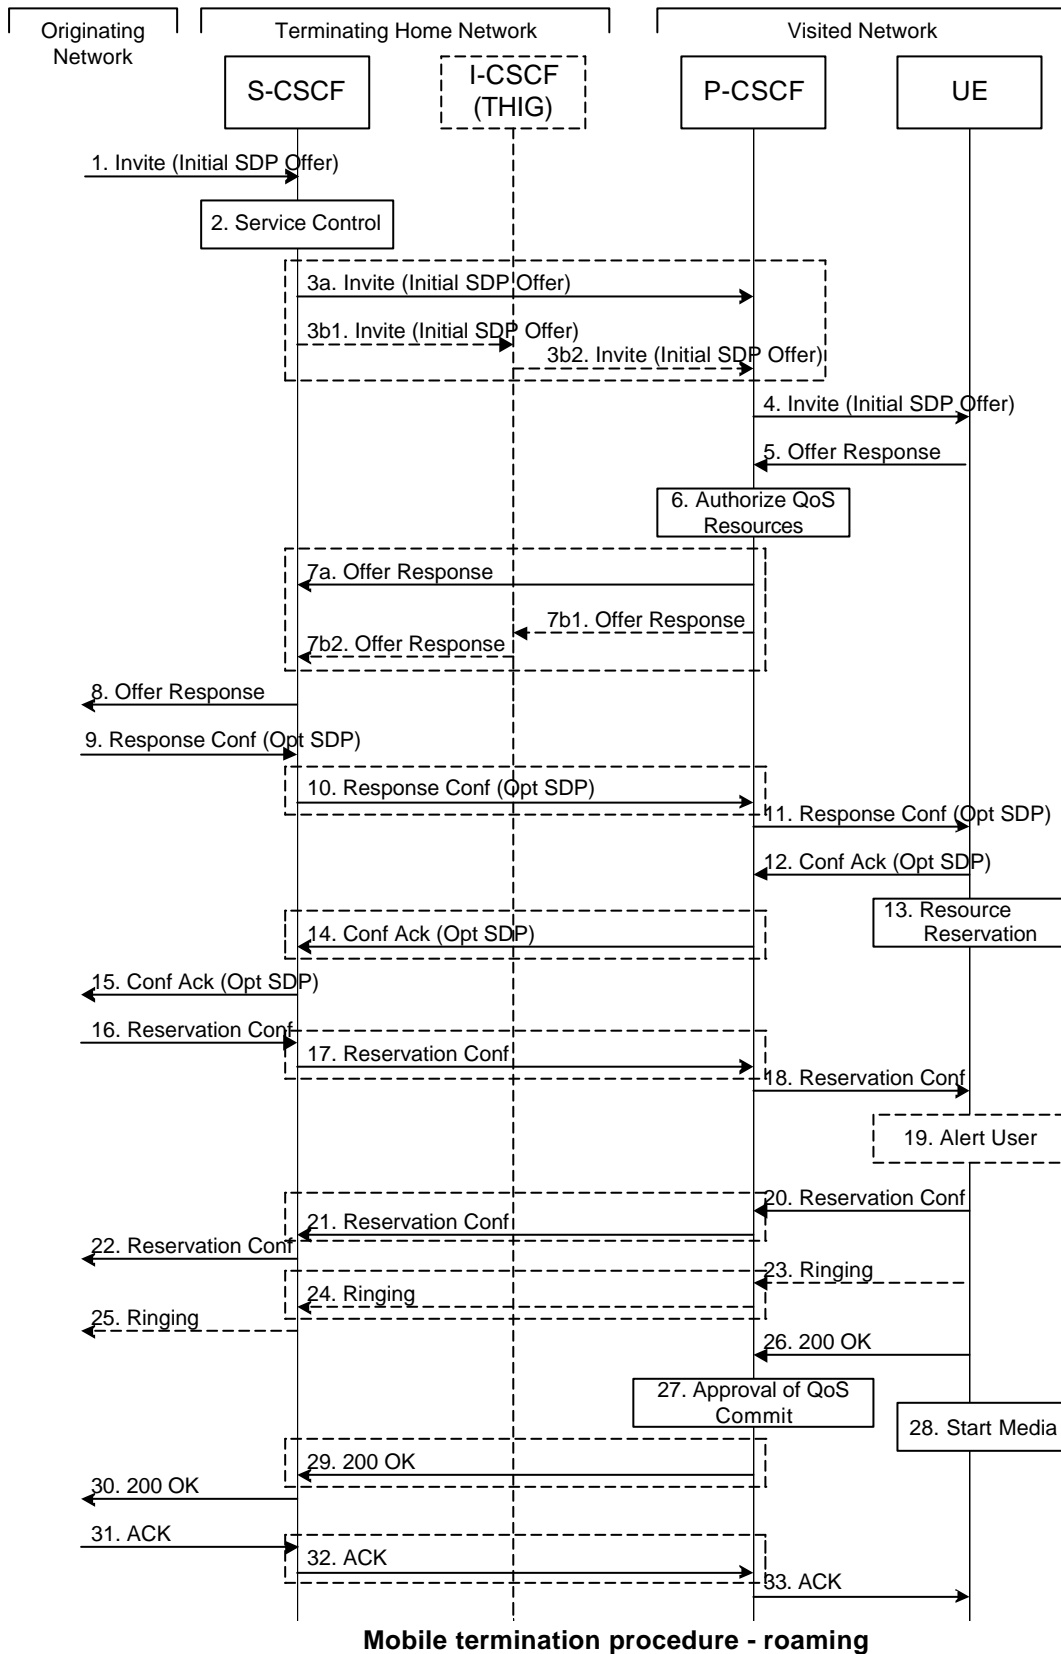 Originating
Network
Terminating Home Network
Visited Network
S-CSCF
I-CSCF
(THIG)
P-CSCF
UE
1. Invite (Initial SDP Offer)
2. Service Control
3a. Invite (Initial SDP Offer)
3b1. Invite (Initial SDP Offer)
3b2. Invite (Initial SDP Offer)
4. Invite (Initial SDP Offer)
5. Offer Response
6. Authorize QoS
Resources
7a. Offer Response
7b1. Offer Response
7b2. Offer Response
8. Offer Response
9. Response Conf (Opt SDP)
10. Response Conf (Opt SDP)
11. Response Conf (Opt SDP)
12. Conf Ack (Opt SDP)
13. Resource
Reservation
14. Conf Ack (Opt SDP)
15. Conf Ack (Opt SDP)
16. Reservation Conf
17. Reservation Conf
18. Reservation Conf
19. Alert User
20. Reservation Conf
21. Reservation Conf
22. Reservation Conf
23. Ringing
24. Ringing
25. Ringing
26. 200 OK
27. Approval of QoS
Commit
28. Start Media
29. 200 OK
30. 200 OK
31. ACK
32. ACK
33. ACK
Mobile termination procedure - roaming